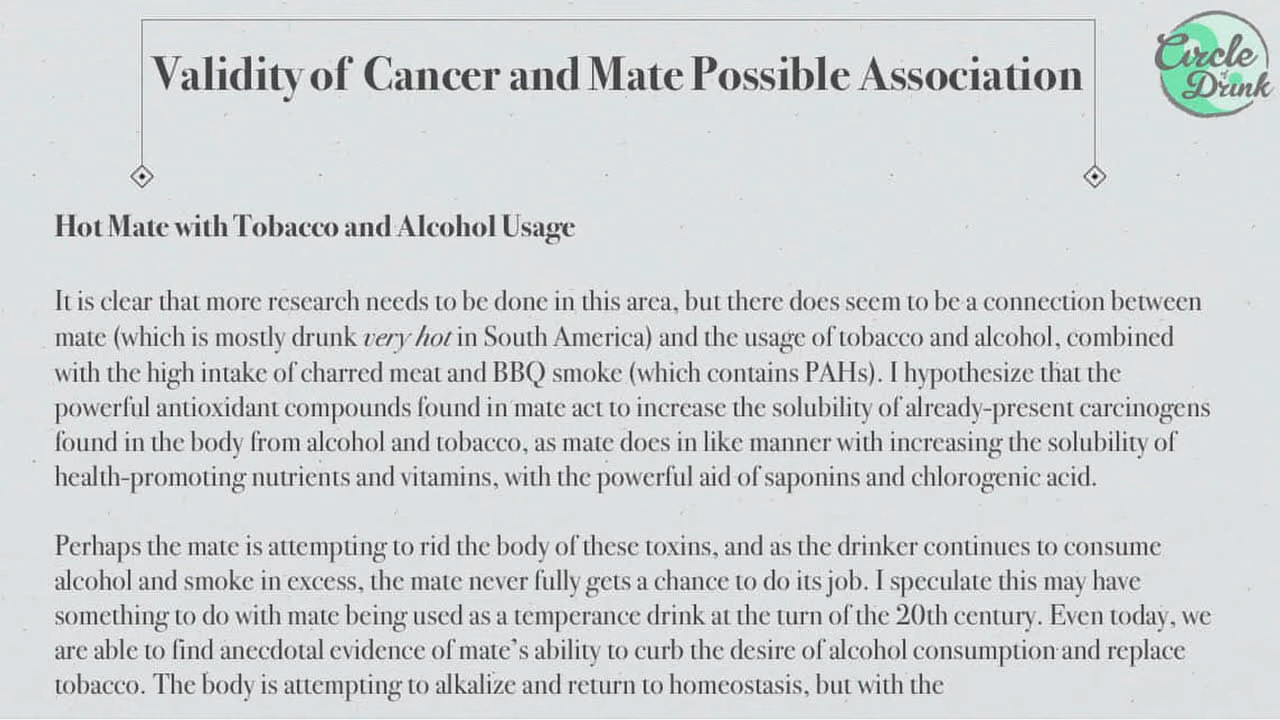 Validity of Cancer and Mate Possible Association
Circle
of
Drink
Hot Mate with Tobacco and Alcohol Usage
It is clear that more research needs to be done in this area, but there does seem to be a connection between
mate (which is mostly drunk very hot in South America) and the usage of tobacco and alcohol, combined
with the high intake of charred meat and BBQ smoke (which contains PAHs). I hypothesize that the
powerful antioxidant compounds found in mate act to increase the solubility of already-present carcinogens
found in the body from alcohol and tobacco, as mate does in like manner with increasing the solubility of
health-promoting nutrients and vitamins, with the powerful aid of saponins and chlorogenic acid.
Perhaps the mate is attempting to rid the body of these toxins, and as the drinker continues to consume
alcohol and smoke in excess, the mate never fully gets a chance to do its job. I speculate this may have
something to do with mate being used as a temperance drink at the turn of the 20th century. Even today, we
are able to find anecdotal evidence of mate's ability to curb the desire of alcohol consumption and replace
tobacco. The body is attempting to alkalize and return to homeostasis, but with the